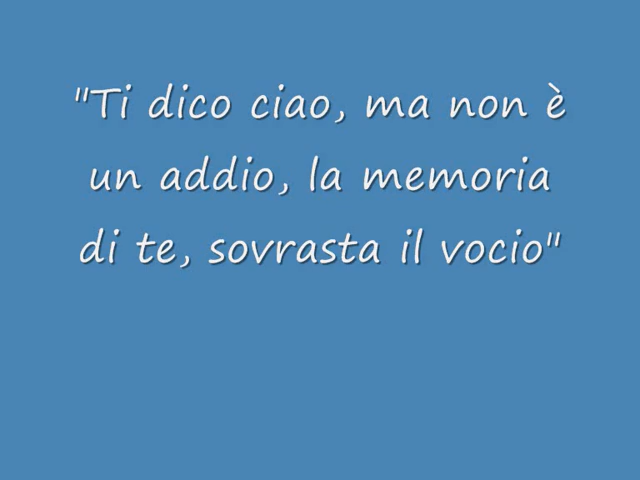 "Ti dico ciao, ma non è
un addio, la memoria
di te, sovrasta il vocio"